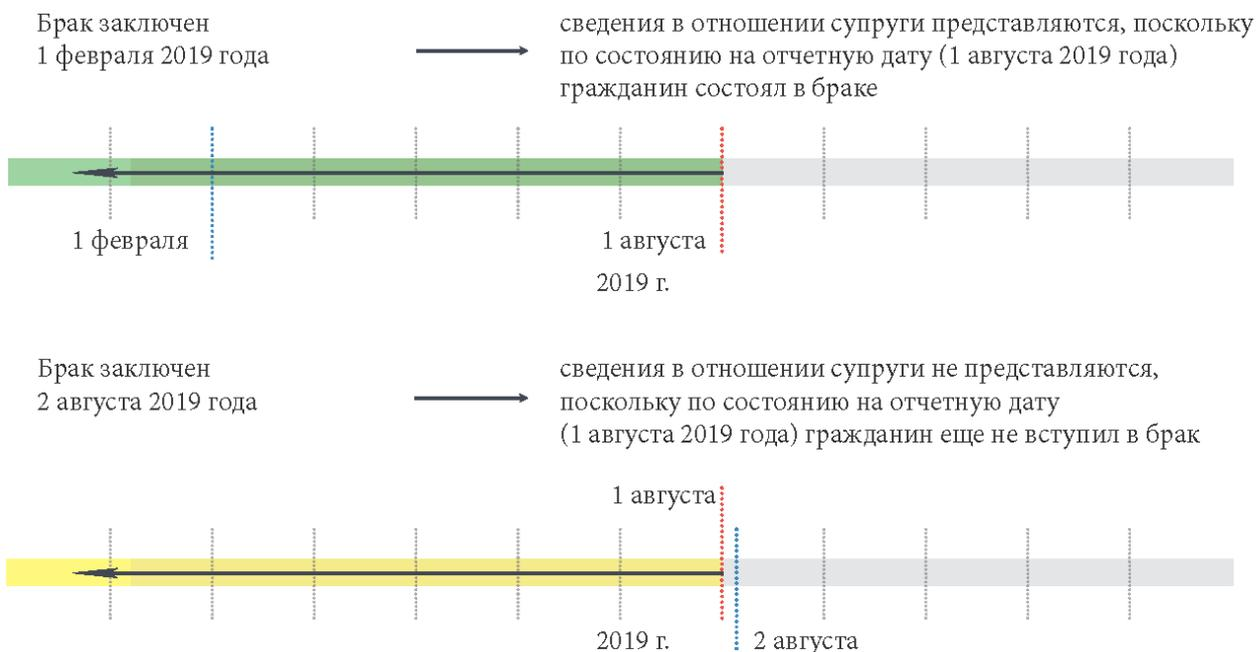 Брак заключен
1 февраля 2019 года
сведения в отношении супруги представляются, поскольку
по состоянию на отчетную дату (1 августа 2019 года)
гражданин состоял в браке
1 февраля
1 августа
2019 г.
Брак заключен
2 августа 2019 года
сведения в отношении супруги не представляются,
поскольку по состоянию на отчетную дату
(1 августа 2019 года) гражданин еще не вступил в брак
1 августа
2019 г.
2 августа